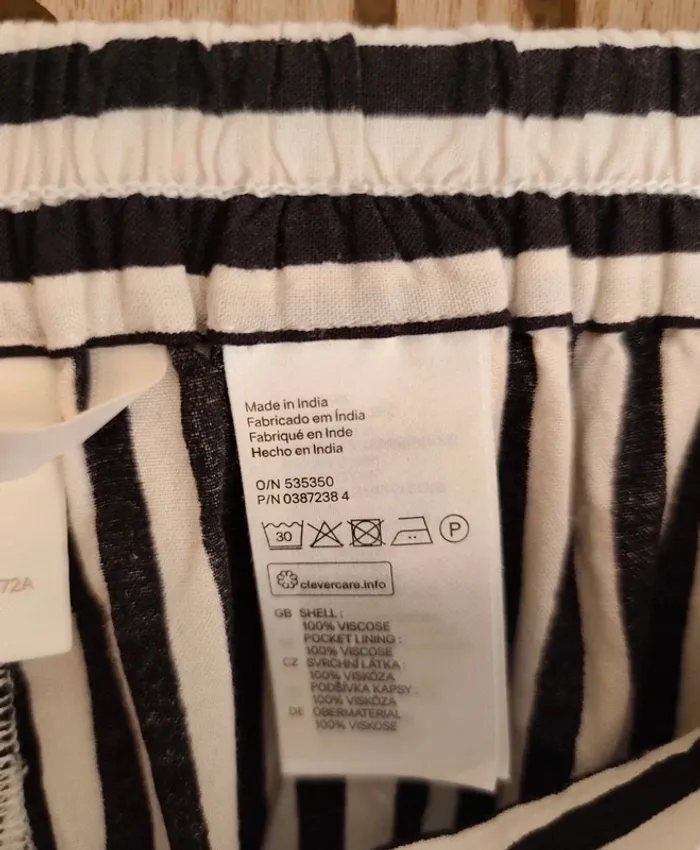 Made in India
Fabricado em Índia
Fabriqué en Inde
Hecho en India
O/N 535350
P/N 0387238 4
30
P
clevercare.info
GB SHELL:
100% VISCOSE
POCKET LINING:
100% VISCOSE
CZ SVRCHNÍ LÁTKA:
100% VISKÓZA
PODŠÍVKA KAPSY:
100% VISKÓZA
DE OBERMATERIAL
100% VISKOSE
72A